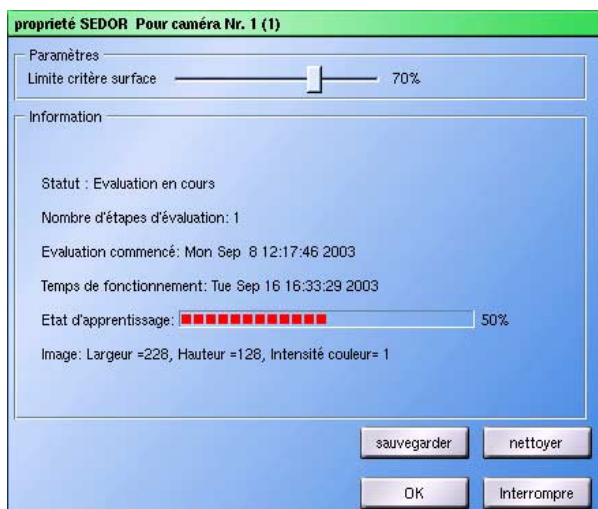 proprieté SEDOR Pour caméra Nr. 1 (1)
Paramètres
Limite critère surface 70%
Information
Statut : Evaluation en cours
Nombre d'étapes d'évaluation: 1
Evaluation commencé: Mon Sep 8 12:17:46 2003
Temps de fonctionnement: Tue Sep 16 16:33:29 2003
Etat d'apprentissage: 50%
Image: Largeur =228, Hauteur =128, Intensité couleur= 1
sauvegarder nettoyer
OK Interrompre